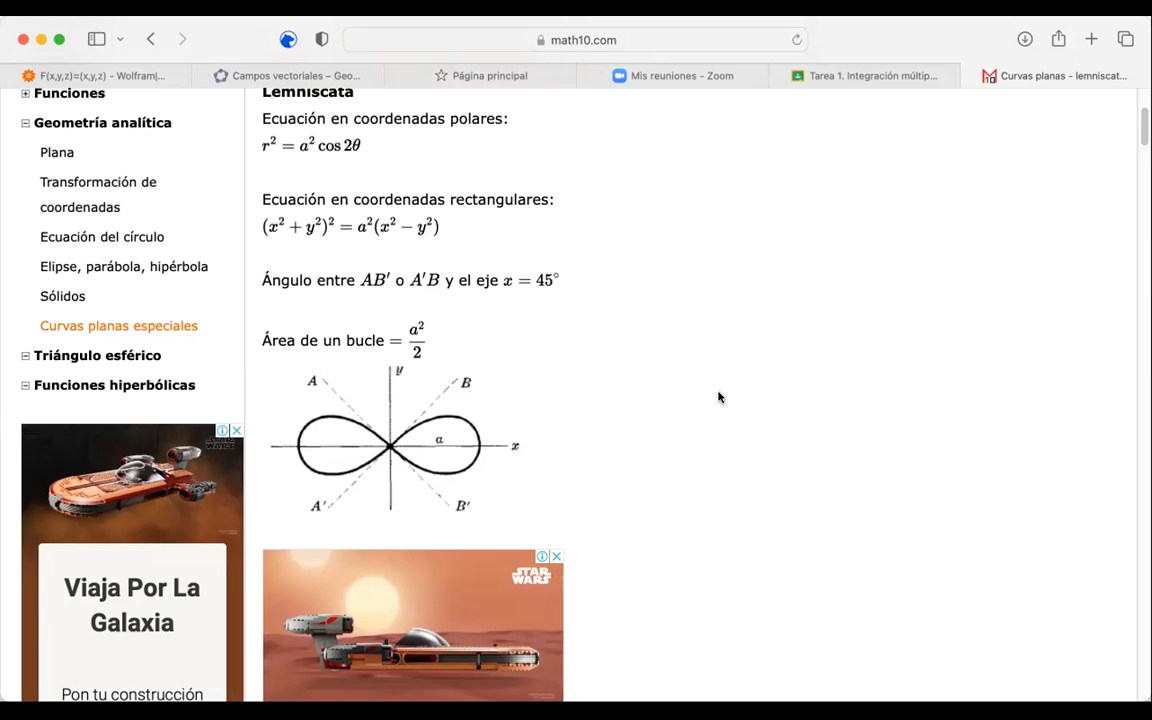 math10.com
F(x,y,z)=(x,y,z) - Wolfram|...
Campos vectoriales – Geo...
Página principal
Mis reuniones - Zoom
Tarea 1. Integración múltip...
Curvas planas - lemniscat...
Funciones
Geometría analítica
Plana
Transformación de
coordenadas
Ecuación del círculo
Elipse, parábola, hipérbola
Sólidos
Curvas planas especiales
Triángulo esférico
Funciones hiperbólicas
Viaja Por La
Galaxia
Pon tu construcción
Lemniscata
Ecuación en coordenadas polares:
r² = a² cos 2θ
Ecuación en coordenadas rectangulares:
(x² + y²)² = a²(x² − y²)
Ángulo entre AB′ o A′B y el eje x = 45°
Área de un bucle = a²/2
y
A
B
a
x
A'
B'
STAR
WARS